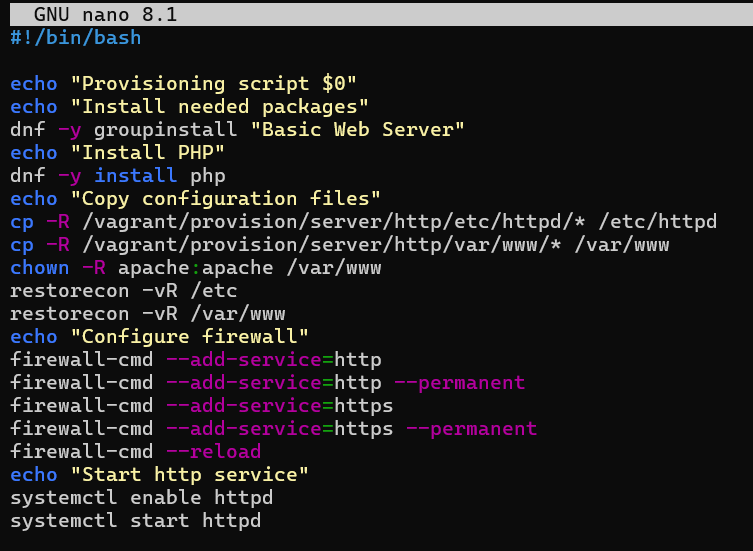 GNU nano 8.1
#!/bin/bash
echo "Provisioning script $0"
echo "Install needed packages"
dnf -y groupinstall "Basic Web Server"
echo "Install PHP"
dnf -y install php
echo "Copy configuration files"
cp -R /vagrant/provision/server/http/etc/httpd/* /etc/httpd
cp -R /vagrant/provision/server/http/var/www/* /var/www
chown -R apache:apache /var/www
restorecon -vR /etc
restorecon -vR /var/www
echo "Configure firewall"
firewall-cmd --add-service=http
firewall-cmd --add-service=http --permanent
firewall-cmd --add-service=https
firewall-cmd --add-service=https --permanent
firewall-cmd --reload
echo "Start http service"
systemctl enable httpd
systemctl start httpd